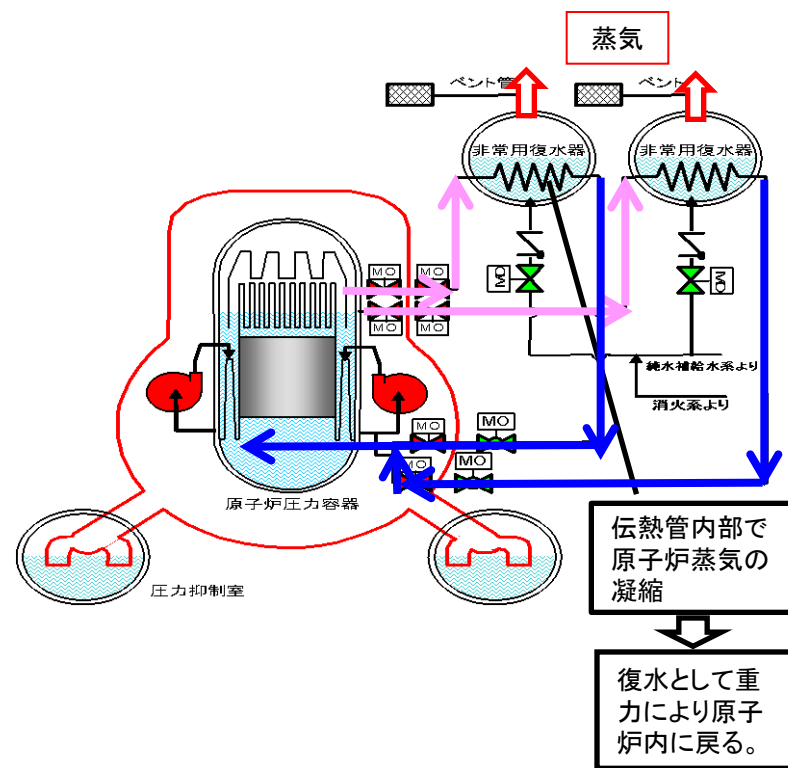 蒸気
ベント管
ベント
非常用復水器
非常用復水器
MO
MO
MO
MO
MO
MO
純水補給水系より
消火系より
MO
MO
MO
MO
原子炉圧力容器
圧力抑制室
伝熱管内部で
原子炉蒸気の
凝縮
復水として重
力により原子
炉内に戻る。